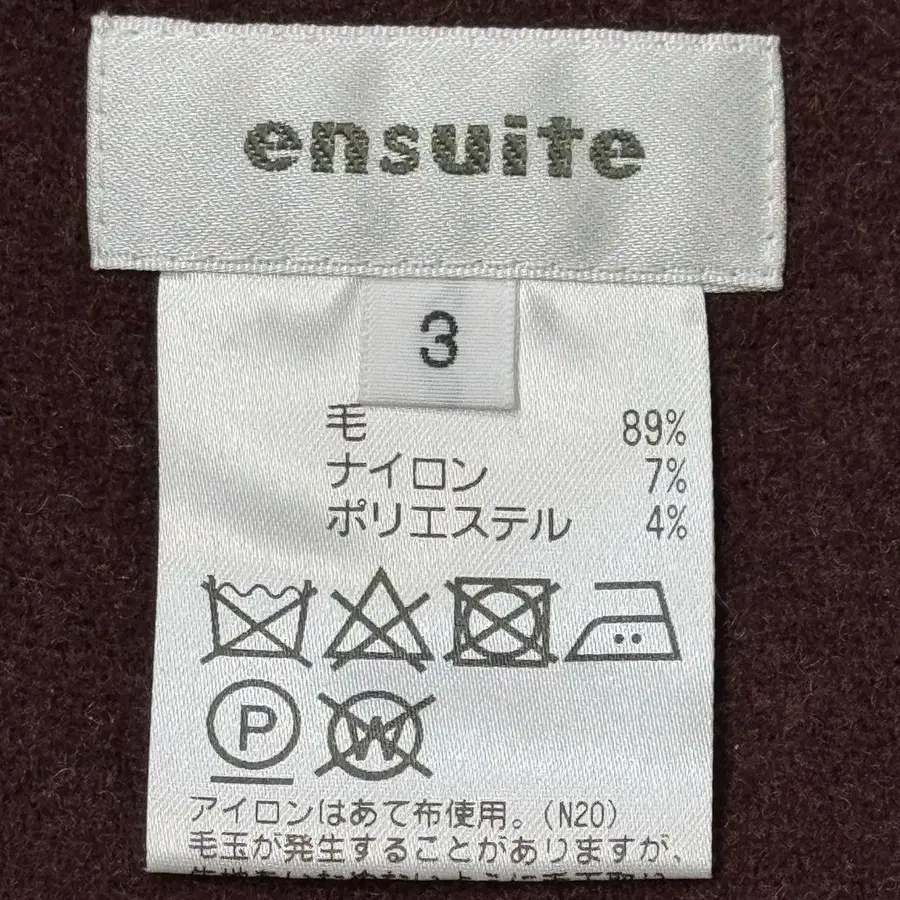 ensuite
3
毛 89%
ナイロン 7%
ポリエステル 4%
P
W
アイロンはあて布使用。(N20)
毛玉が発生することがありますが、